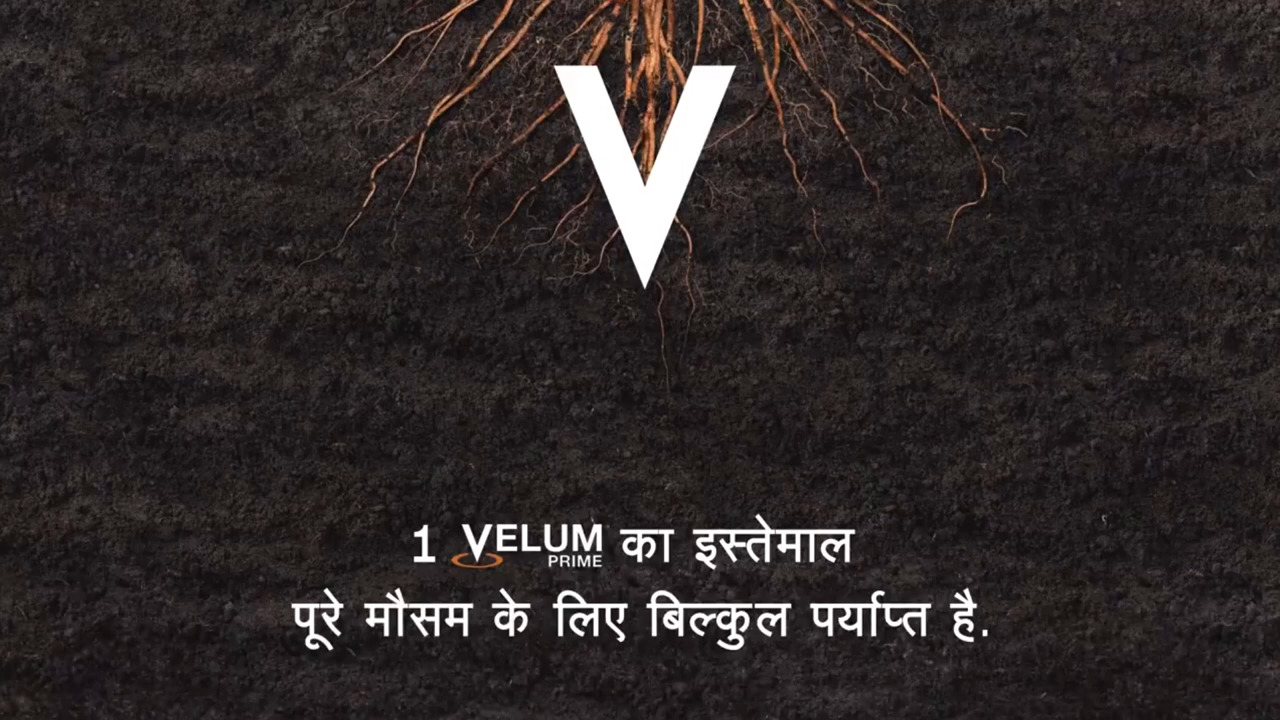 V
1 VELUM PRIME का इस्तेमाल
पूरे मौसम के लिए बिल्कुल पर्याप्त है.